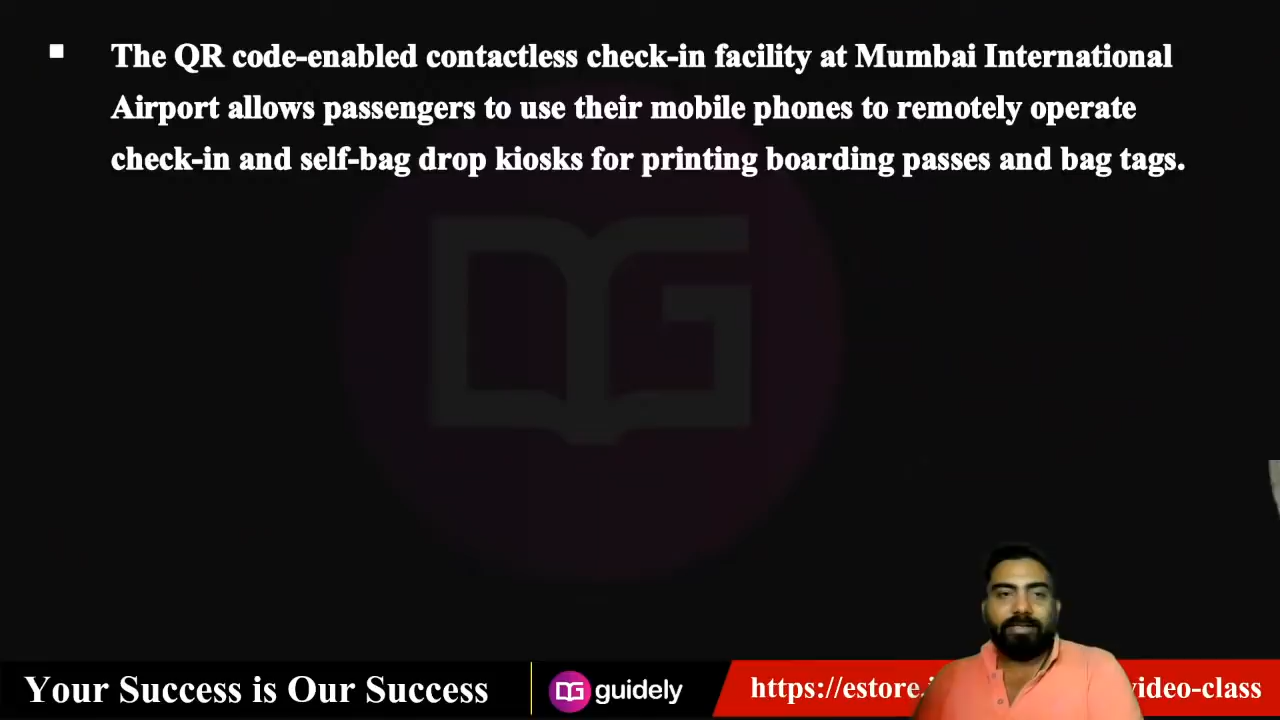 The QR code-enabled contactless check-in facility at Mumbai International
Airport allows passengers to use their mobile phones to remotely operate
check-in and self-bag drop kiosks for printing boarding passes and bag tags.
DG
Your Success is Our Success
DG guidely
https://estore. video-class